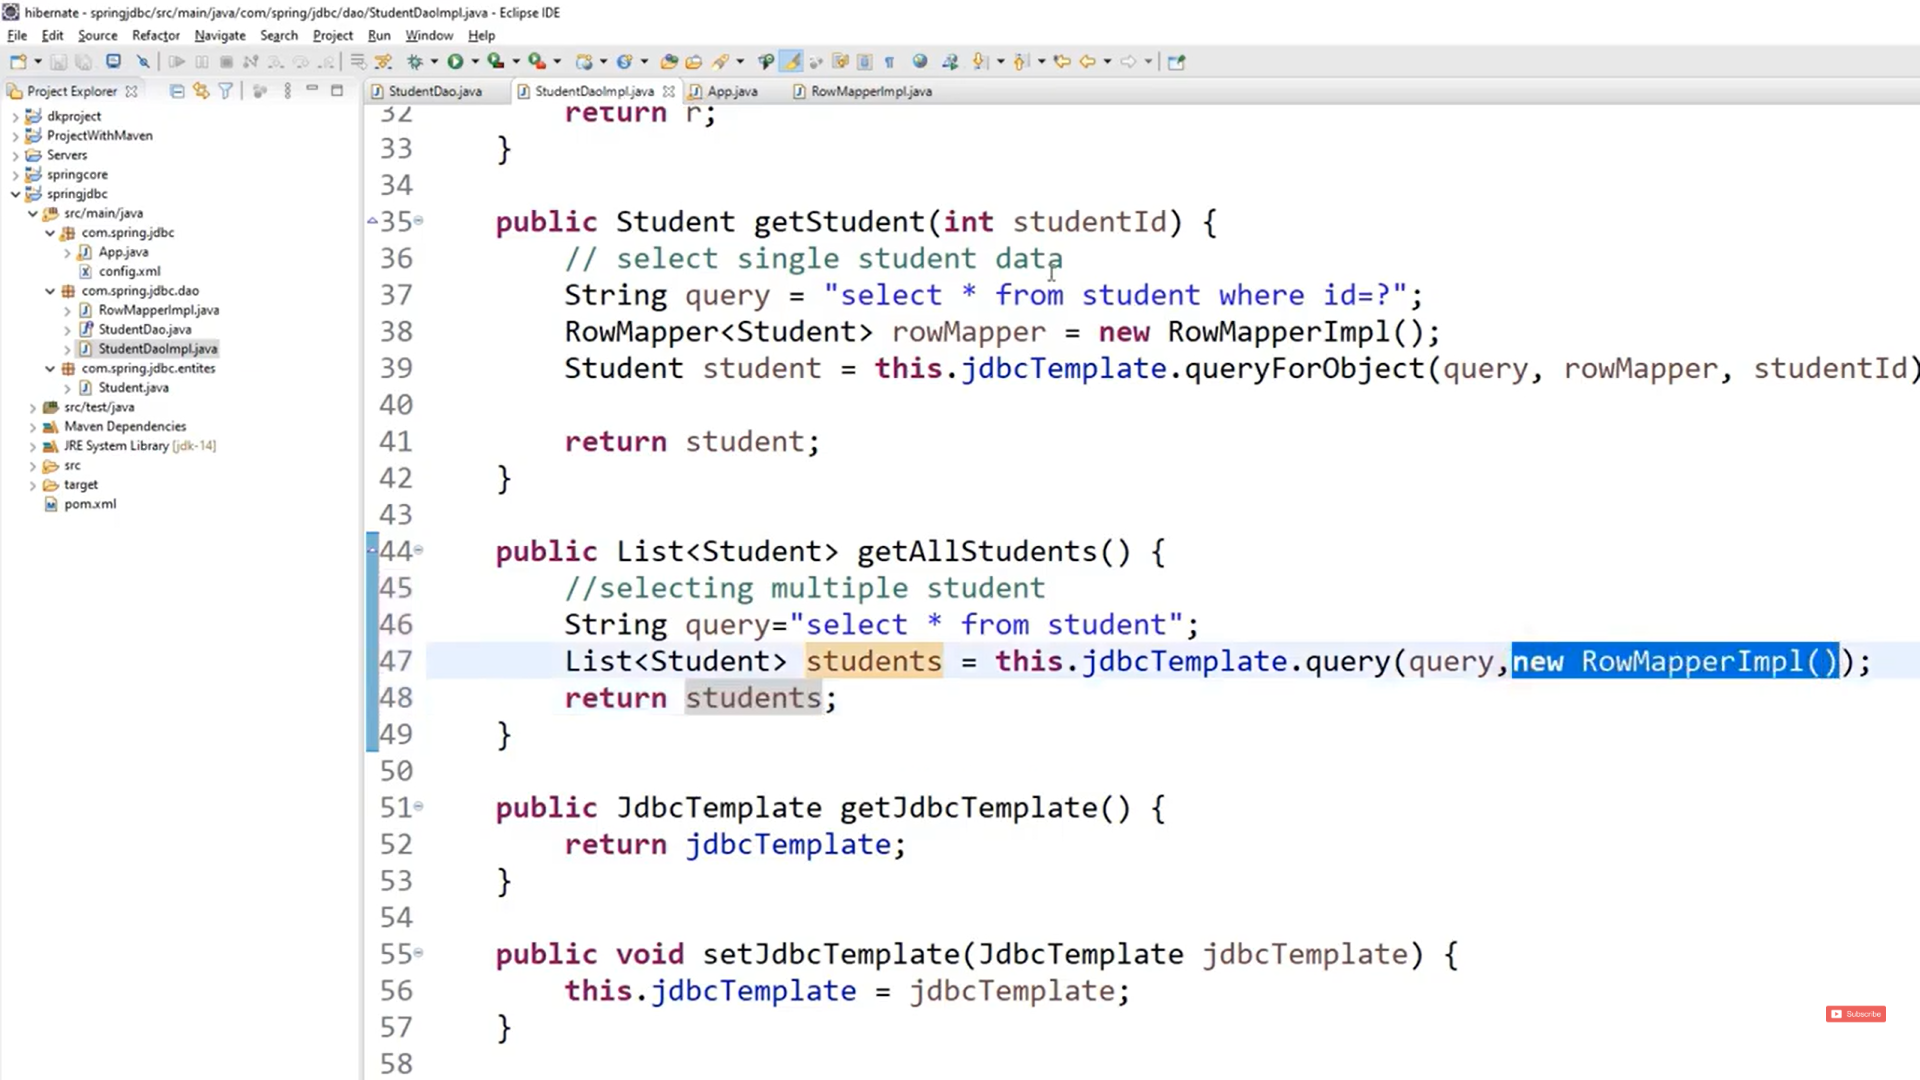 hibernate - springjdbc/src/main/java/com/spring/jdbc/dao/StudentDaoImpl.java - Eclipse IDE
File Edit Source Refactor Navigate Search Project Run Window Help
Project Explorer
StudentDao.java StudentDaoImpl.java App.java RowMapperImpl.java
dkproject
ProjectWithMaven
Servers
springcore
springjdbc
src/main/java
com.spring.jdbc
App.java
config.xml
com.spring.jdbc.dao
RowMapperImpl.java
StudentDao.java
StudentDaoImpl.java
com.spring.jdbc.entites
Student.java
src/test/java
Maven Dependencies
JRE System Library [jdk-14]
src
target
pom.xml
32 return r;
33 }
34
35 public Student getStudent(int studentId) {
36 // select single student data
37 String query = "select * from student where id=?";
38 RowMapper<Student> rowMapper = new RowMapperImpl();
39 Student student = this.jdbcTemplate.queryForObject(query, rowMapper, studentId)
40
41 return student;
42 }
43
44 public List<Student> getAllStudents() {
45 //selecting multiple student
46 String query="select * from student";
47 List<Student> students = this.jdbcTemplate.query(query,new RowMapperImpl());
48 return students;
49 }
50
51 public JdbcTemplate getJdbcTemplate() {
52 return jdbcTemplate;
53 }
54
55 public void setJdbcTemplate(JdbcTemplate jdbcTemplate) {
56 this.jdbcTemplate = jdbcTemplate;
57 }
58
Subscribe